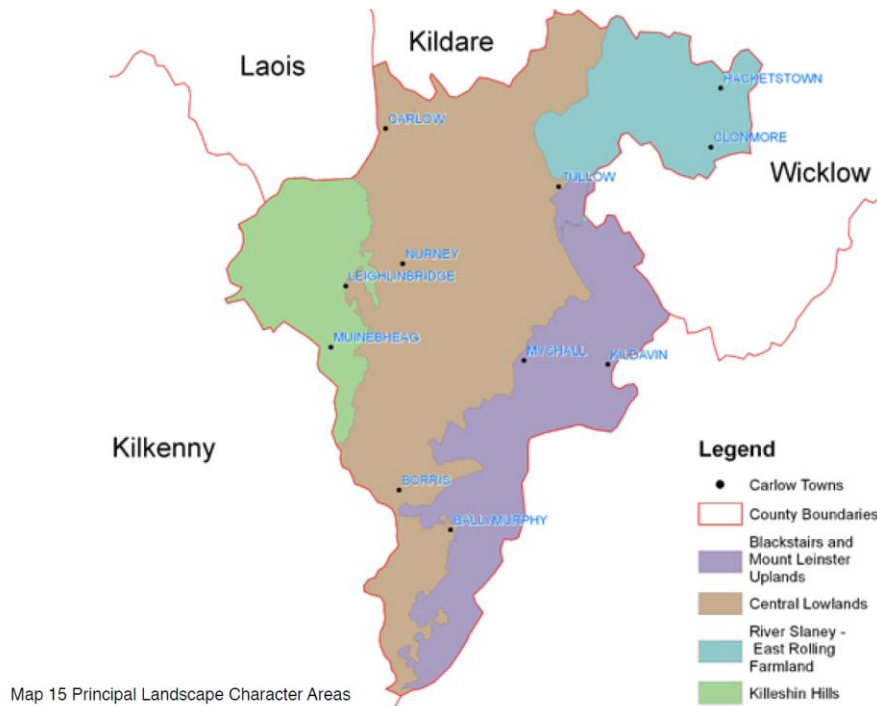 Kildare
Laois
HACKETSTOWN
CARLOW
CLONMORE
Wicklow
TULLOW
NURNEY
LEIGHLINBRIDGE
MUINEBHEAG
MYSHALL
KILDAVIN
Kilkenny
BORRIS
BALLYMURPHY
Legend
Carlow Towns
County Boundaries
Blackstairs and
Mount Leinster
Uplands
Central Lowlands
River Slaney -
East Rolling
Farmland
Killeshin Hills
Map 15 Principal Landscape Character Areas